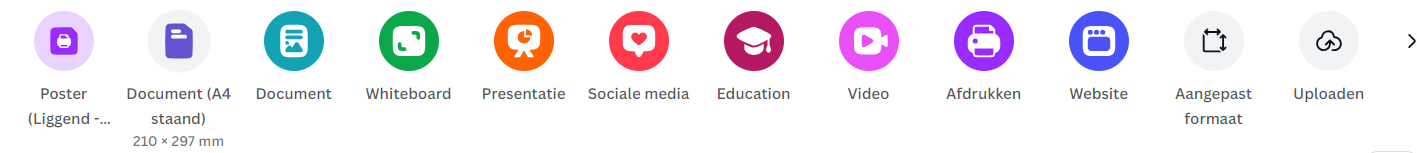 Poster
(Liggend -...
Document (A4
staand)
210 × 297 mm
Document
Whiteboard
Presentatie
Sociale media
Education
Video
Afdrukken
Website
Aangepast
formaat
Uploaden